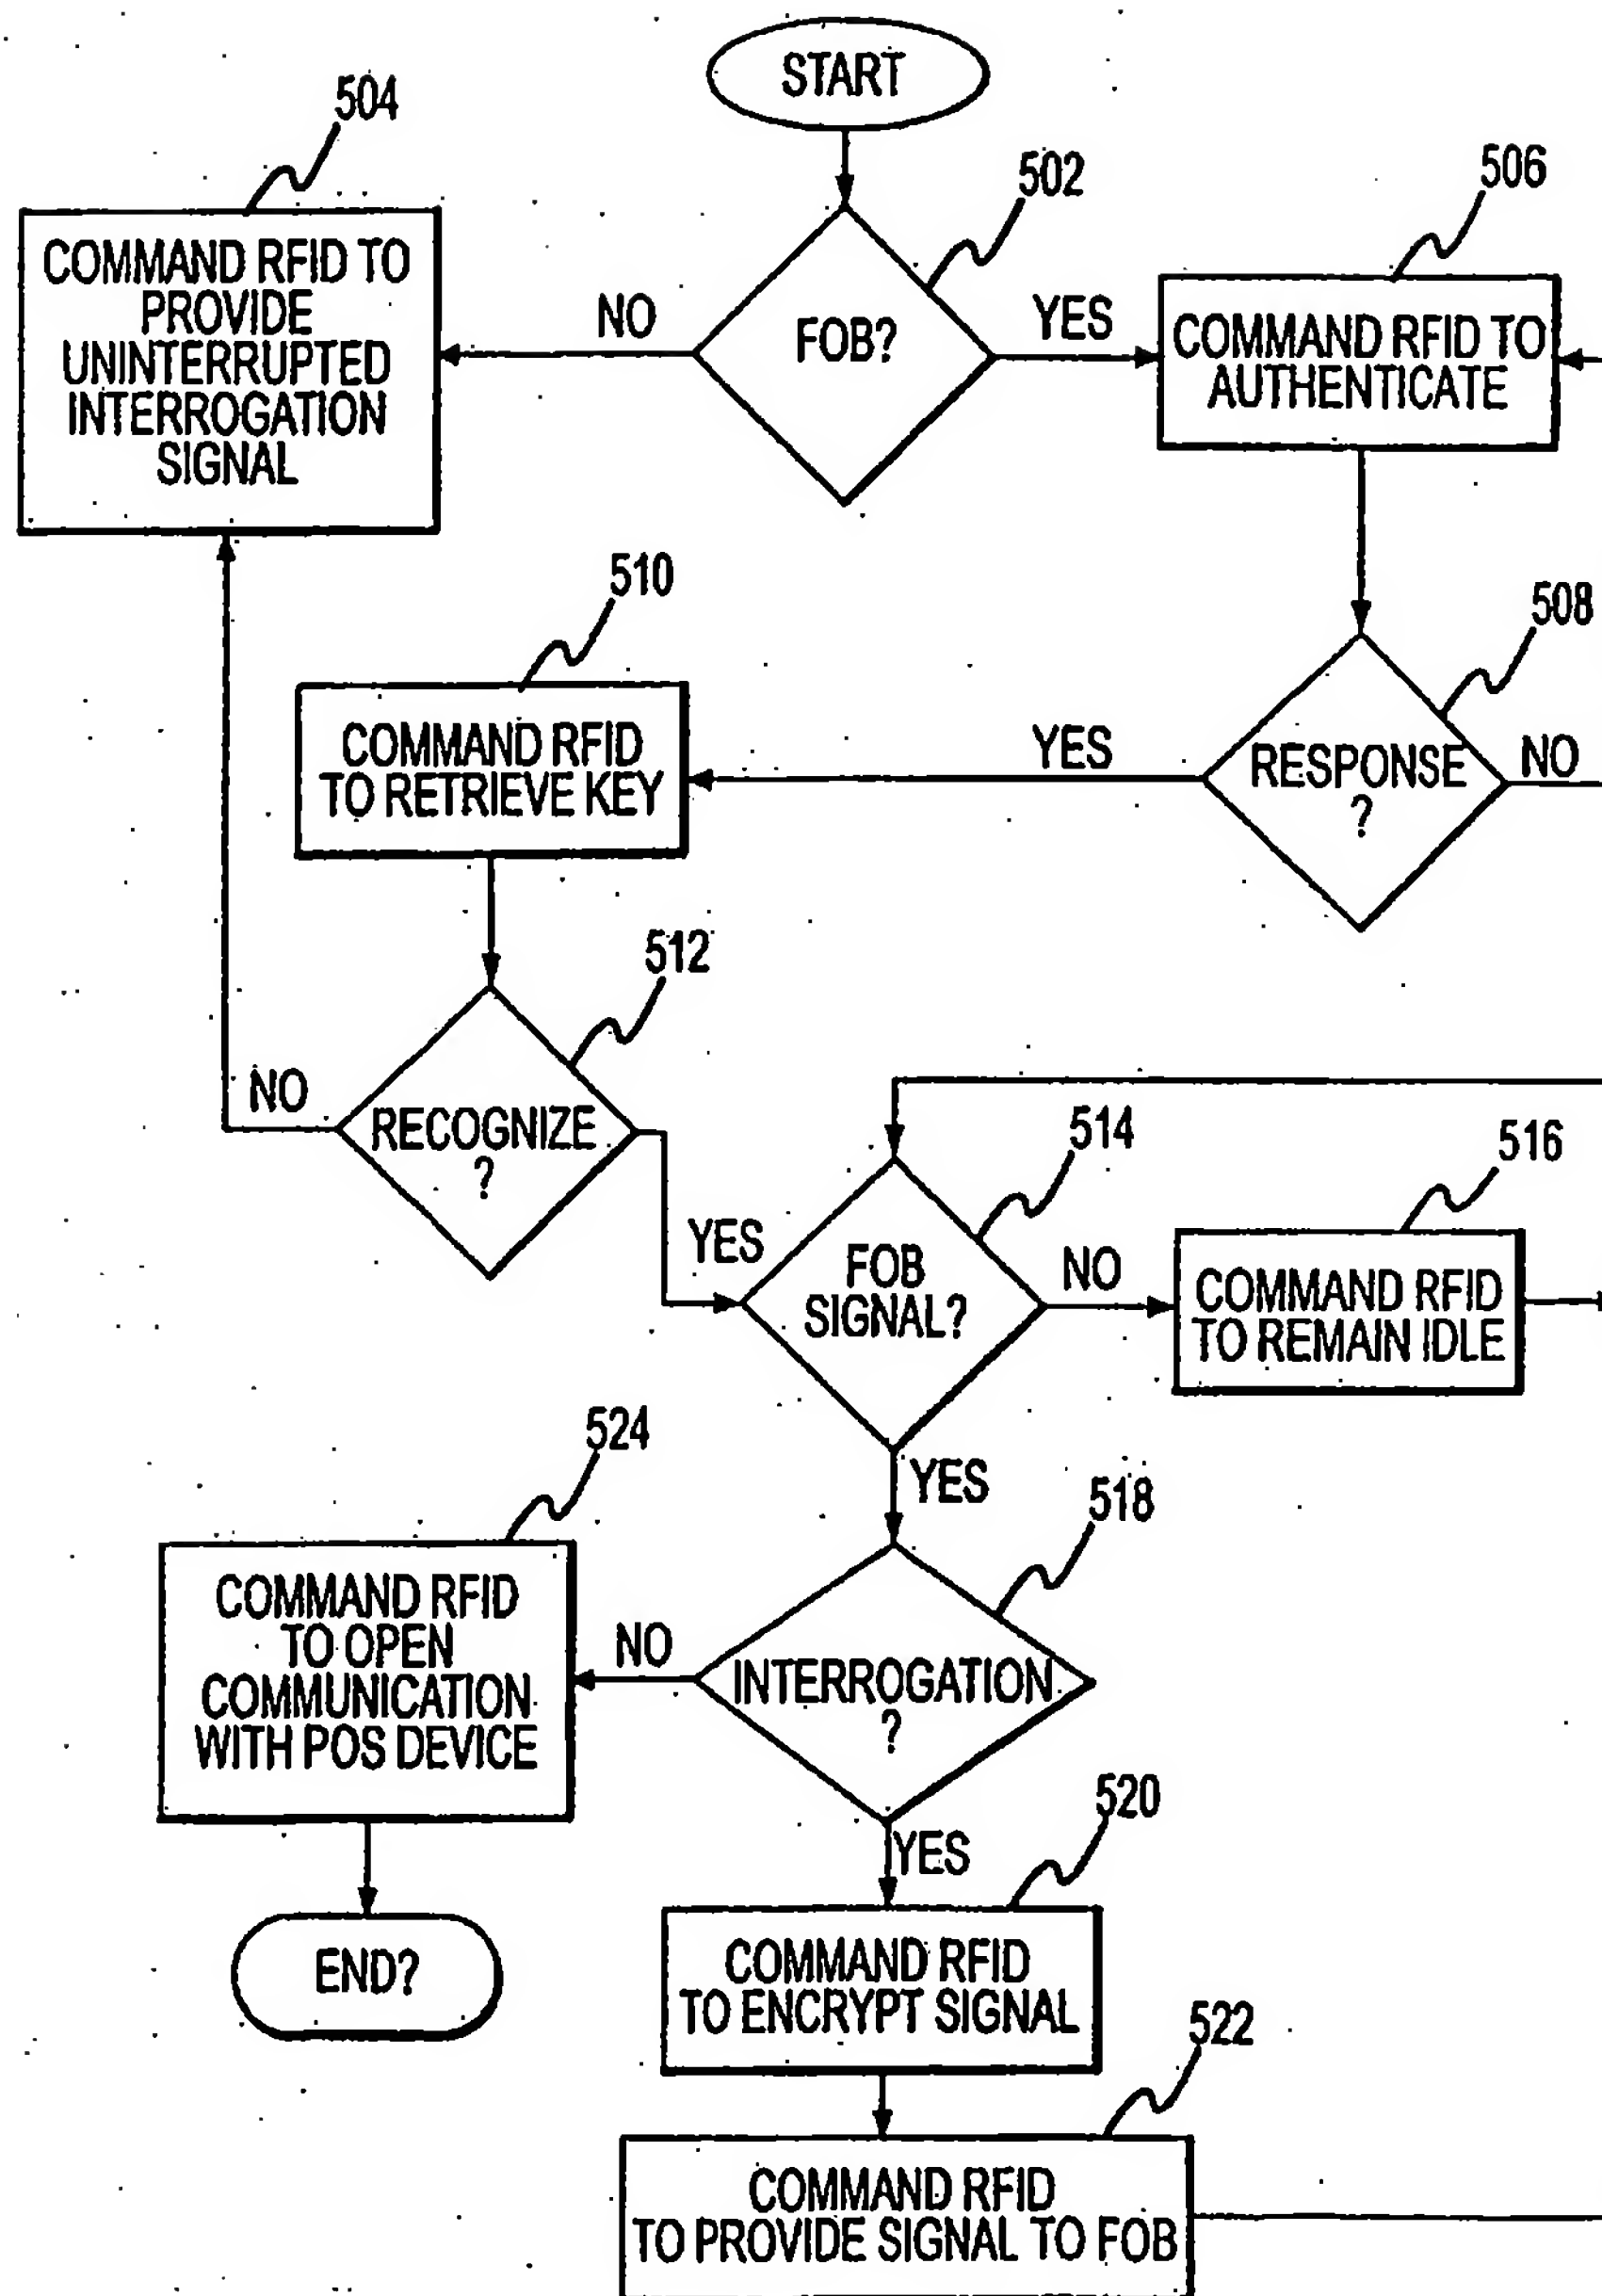 START
504
502
506
COMMAND RFID TO
PROVIDE
UNINTERRUPTED
INTERROGATION
SIGNAL
NO
FOB?
YES
COMMAND RFID TO
AUTHENTICATE
510
508
COMMAND RFID
TO RETRIEVE KEY
YES
RESPONSE
?
NO
512
NO
RECOGNIZE
?
514
516
YES
FOB
SIGNAL?
NO
COMMAND RFID
TO REMAIN IDLE
524
YES
518
COMMAND RFID
TO OPEN
COMMUNICATION
WITH POS DEVICE
NO
INTERROGATION
?
520
YES
END?
COMMAND RFID
TO ENCRYPT SIGNAL
522
COMMAND RFID
TO PROVIDE SIGNAL TO FOB